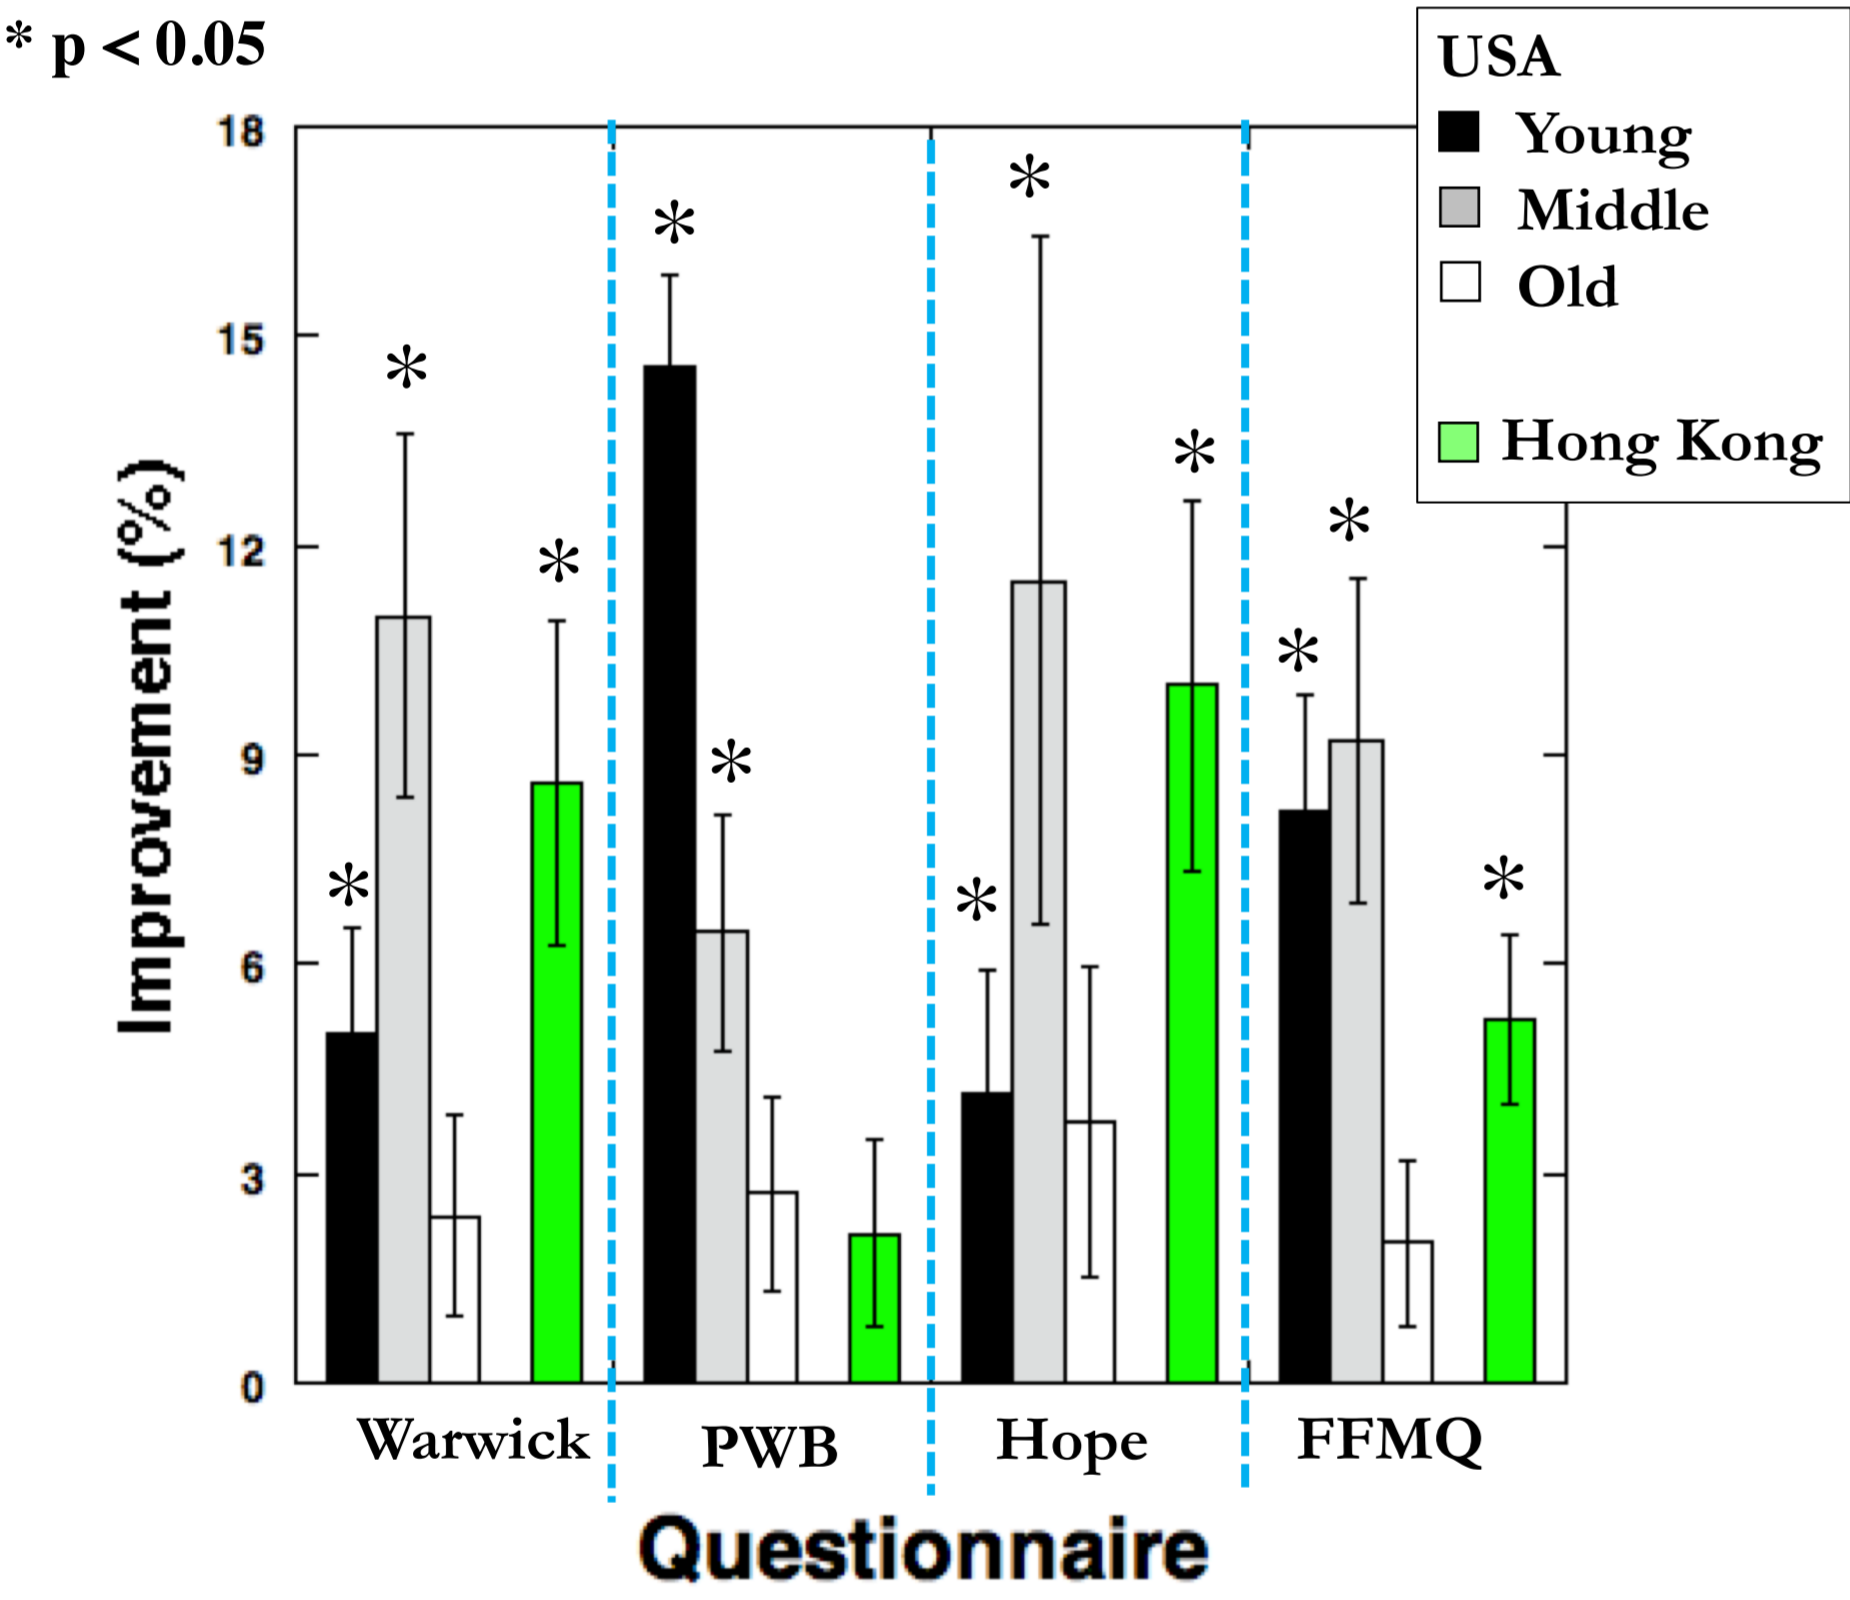 * p < 0.05
USA
Young
Middle
Old
Hong Kong
Improvement (%)
18
15
12
9
6
3
0
*
*
*
*
*
*
*
*
*
*
*
Warwick PWB Hope FFMQ
Questionnaire